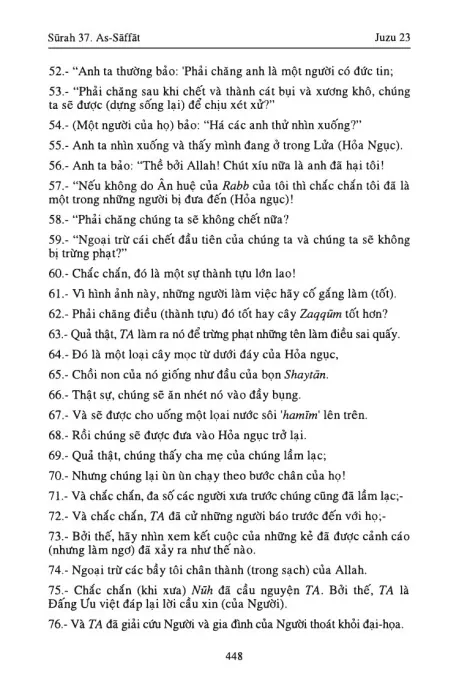 Sūrah 37. As-Sāffāt Juzu 23
52.- “Anh ta thường bảo: 'Phải chăng anh là một người có đức tin;
53.- “Phải chăng sau khi chết và thành cát bụi và xương khô, chúng
ta sẽ được (dựng sống lại) để chịu xét xử?”
54.- (Một người của họ) bảo: “Há các anh thử nhìn xuống?”
55.- Anh ta nhìn xuống và thấy mình đang ở trong Lửa (Hỏa Ngục).
56.- Anh ta bảo: “Thề bởi Allah! Chút xíu nữa là anh đã hại tôi!
57.- “Nếu không do Ân huệ của Rabb của tôi thì chắc chắn tôi đã là
một trong những người bị đưa đến (Hỏa ngục)!
58.- “Phải chăng chúng ta sẽ không chết nữa?
59.- “Ngoại trừ cái chết đầu tiên của chúng ta và chúng ta sẽ không
bị trừng phạt?”
60.- Chắc chắn, đó là một sự thành tựu lớn lao!
61.- Vì hình ảnh này, những người làm việc hãy cố gắng làm (tốt).
62.- Phải chăng điều (thành tựu) đó tốt hay cây Zaqqūm tốt hơn?
63.- Quả thật, TA làm ra nó để trừng phạt những tên làm điều sai quấy.
64.- Đó là một loại cây mọc từ dưới đáy của Hỏa ngục,
65.- Chồi non của nó giống như đầu của bọn Shaytān.
66.- Thật sự, chúng sẽ ăn nhét nó vào đầy bụng.
67.- Và sẽ được cho uống một lọai nước sôi 'hamīm' lên trên.
68.- Rồi chúng sẽ được đưa vào Hỏa ngục trở lại.
69.- Quả thật, chúng thấy cha mẹ của chúng lầm lạc;
70.- Nhưng chúng lại ùn ùn chạy theo bước chân của họ!
71.- Và chắc chắn, đa số các người xưa trước chúng cũng đã lầm lạc;-
72.- Và chắc chắn, TA đã cử những người báo trước đến với họ;-
73.- Bởi thế, hãy nhìn xem kết cuộc của những kẻ đã được cảnh cáo
(nhưng làm ngơ) đã xảy ra như thế nào.
74.- Ngoại trừ các bầy tôi chân thành (trong sạch) của Allah.
75.- Chắc chắn (khi xưa) Nūh đã cầu nguyện TA. Bởi thế, TA là
Đấng Ưu việt đáp lại lời cầu xin (của Người).
76.- Và TA đã giải cứu Người và gia đình của Người thoát khỏi đại-họa.
448